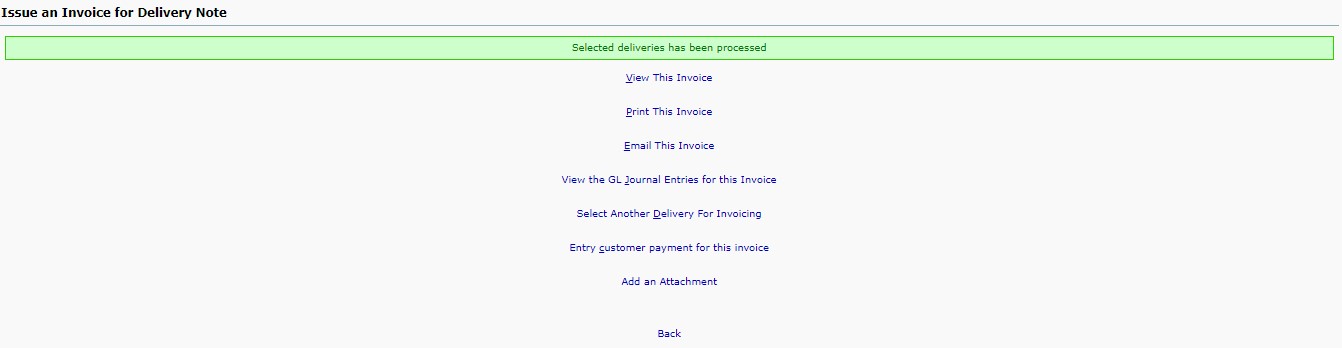 Issue an Invoice for Delivery Note
Selected deliveries has been processed
View This Invoice
Print This Invoice
Email This Invoice
View the GL Journal Entries for this Invoice
Select Another Delivery For Invoicing
Entry customer payment for this invoice
Add an Attachment
Back